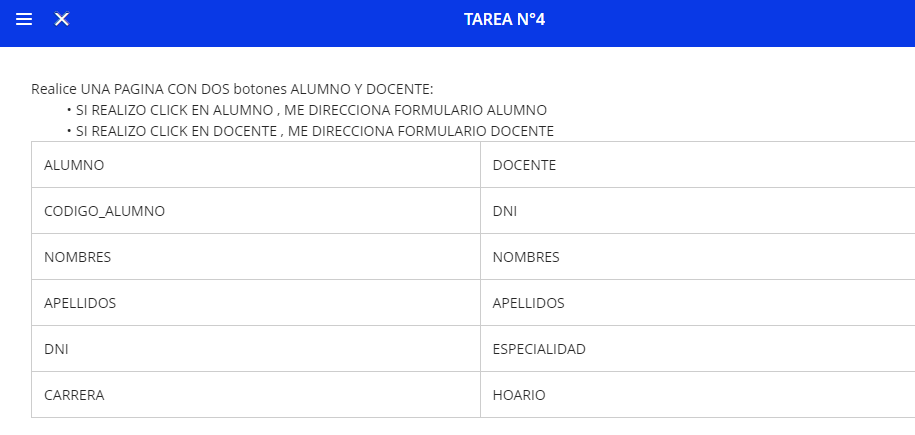 TAREA N°4
Realice UNA PAGINA CON DOS botones ALUMNO Y DOCENTE:
• SI REALIZO CLICK EN ALUMNO , ME DIRECCIONA FORMULARIO ALUMNO
• SI REALIZO CLICK EN DOCENTE , ME DIRECCIONA FORMULARIO DOCENTE
ALUMNO DOCENTE
CODIGO_ALUMNO DNI
NOMBRES NOMBRES
APELLIDOS APELLIDOS
DNI ESPECIALIDAD
CARRERA HOARIO